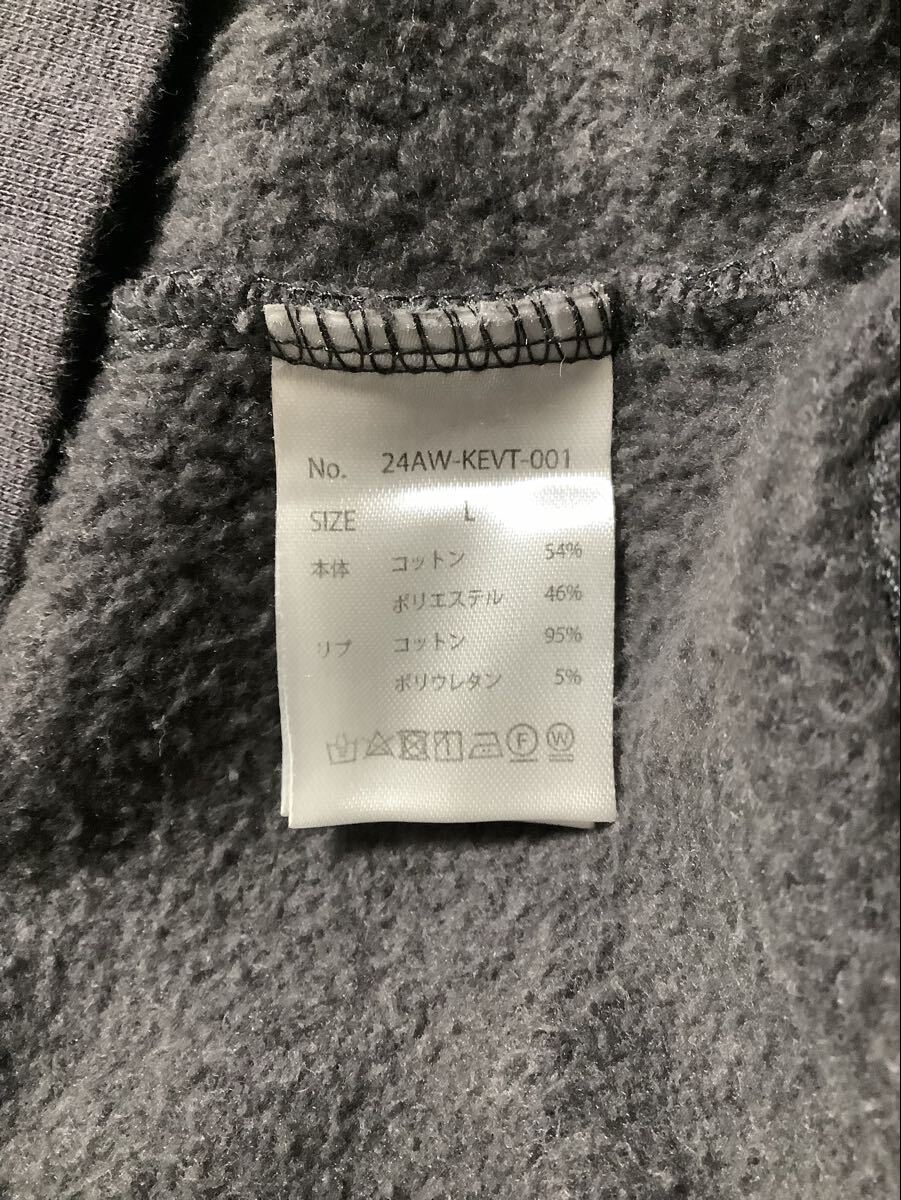 No. 24AW-KEVT-001
SIZE L
本体 コットン 54%
ポリエステル 46%
リブ コットン 95%
ポリウレタン 5%
F W